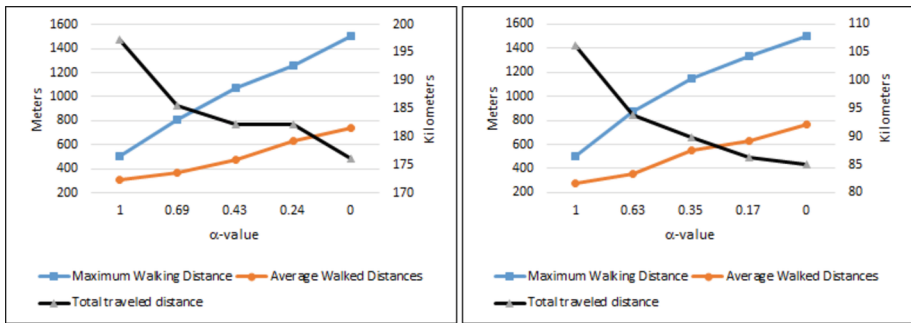 1600
1400
1200
1000
800
600
400
200
Meters
200
195
190
185
180
175
170
Kilometers
1 0.69 0.43 0.24 0
α-value
Maximum Walking Distance Average Walked Distances
Total traveled distance
1600
1400
1200
1000
800
600
400
200
Meters
110
105
100
95
90
85
80
Kilometers
1 0.63 0.35 0.17 0
α-value
Maximum Walking Distance Average Walked Distances
Total traveled distance